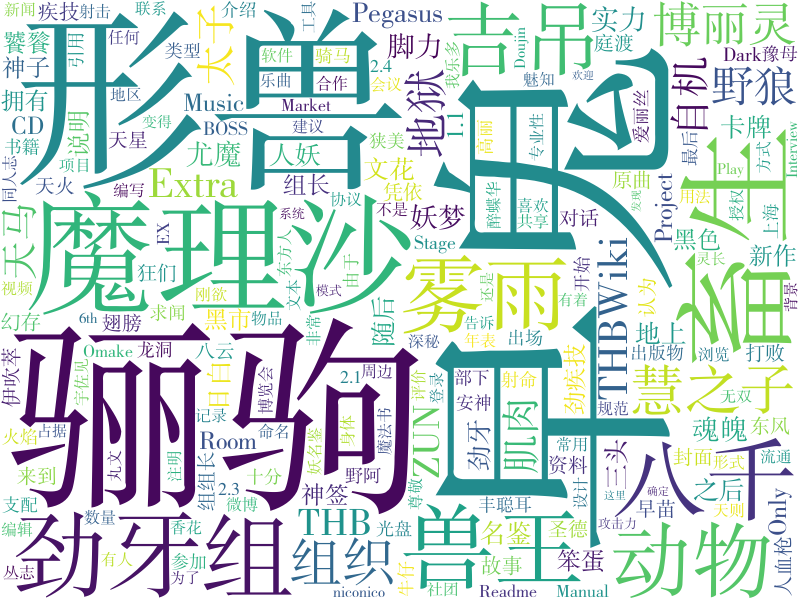 新闻
疾技
射击
联系
介绍
工具
Pegasus
吉吊
实力
博丽灵
饕餮
引用
任何
类型
太子
软件
骑马
2.4
脚力
庭渡
Doujin
魅知
欢迎
Dark豫母
神子
形
兽
乐曲
合作
会议
我乐多
爱丽丝
自机
野狼
拥有
地区
变得
Music
Market
地狱
1.1
狭美
高丽
专业性
最后
卡牌
Interview
CD
说明
天星
BOSS
建议
书籍
项目
尤魔
人妖
文花
醉蝶华
喜欢
共享
原曲
Play
方式
同人志
天火
编写
Extra
组长
协议
凭依
授权
用法
上海
生
天马
魔理沙
不是
妖梦
对话
Project
黑色
新作
背景
EX
文本
东方人
系统
Stage
雾雨
THBWiki
发现
灵长
畜
视频
狂们
刚欲
由于
模式
非常
随后
还是
有着
开始
认为
幻存
求闻
翅膀
黑市
物品
告诉
年表
出场
地上
6th
深秘
出版物
浏览
打败
伊吹萃
Omake
龙洞
八云
2.1
周边
评价
登录
部下
射命
劲疾技
慧之子
无双
日白
宇佐见
博览会
骊驹
安神
规范
火焰
占据
记录
命名
身体
魔法书
ZUN
劲牙
肌肉
常用
三头
魂魄
东风
来到
丸文
注明
Room
十分
妖名鉴
野阿
尊敬
资料
八千
封面
形式
流通
支配
劲牙组
组组长
2.3
微博
神签
丰聪耳
设计
之后
这里
确定
Only
编辑
数量
香花
THB
光盘
名鉴
圣德
早苗
攻击力
天则
丛志
有人
参加
为了
组织
牛仔
兽王
故事
笨蛋
动物
人血枪
niconico
社团
Readme
Manual